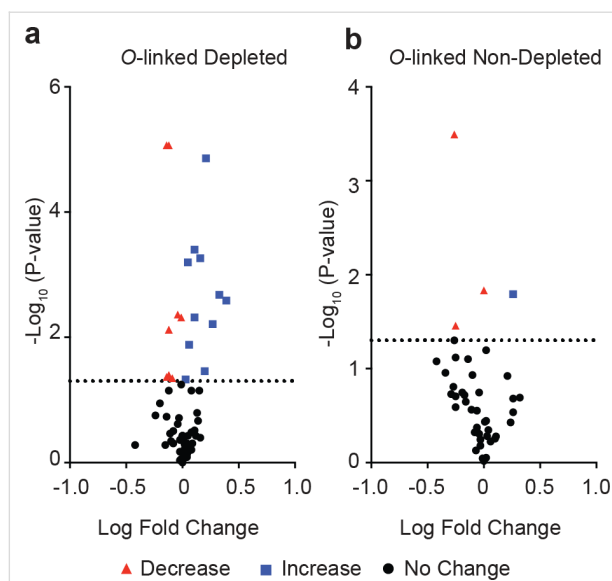 a
O-linked Depleted
6
4
2
0
-Log10 (P-value)
-1.0 -0.5 0 0.5 1.0
Log Fold Change
b
O-linked Non-Depleted
4
3
2
1
0
-Log10 (P-value)
-1.0 -0.5 0 0.5 1.0
Log Fold Change
Decrease Increase No Change